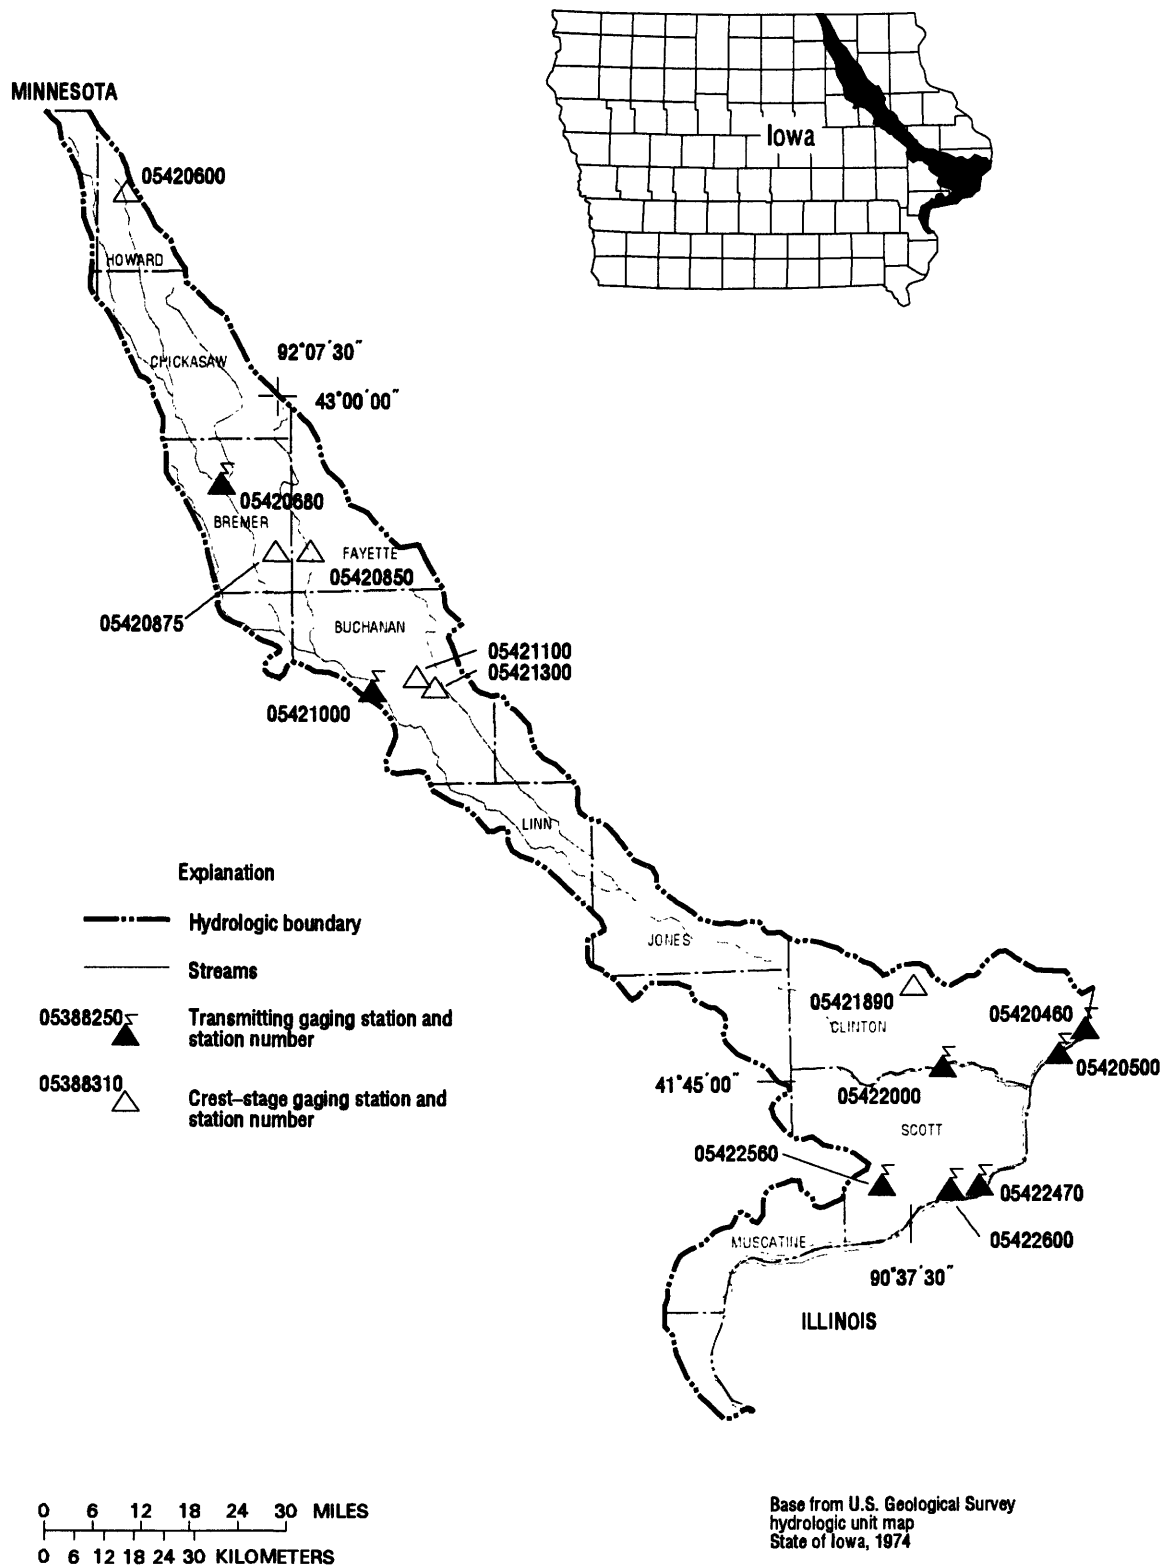 Iowa
MINNESOTA
05420600
HOWARD
CHICKASAW
92°07'30"
43°00'00"
05420680
BREMER
FAYETTE
05420850
05420875
BUCHANAN
05421100
05421300
05421000
LINN
Explanation
Hydrologic boundary
Streams
05388250
Transmitting gaging station and
station number
05388310
Crest-stage gaging station and
station number
JONES
05421890
CLINTON
05420460
05420500
41°45'00"
05422000
SCOTT
05422560
05422470
05422600
MUSCATINE
90°37'30"
ILLINOIS
0 6 12 18 24 30 MILES
0 6 12 18 24 30 KILOMETERS
Base from U.S. Geological Survey
hydrologic unit map
State of Iowa, 1974